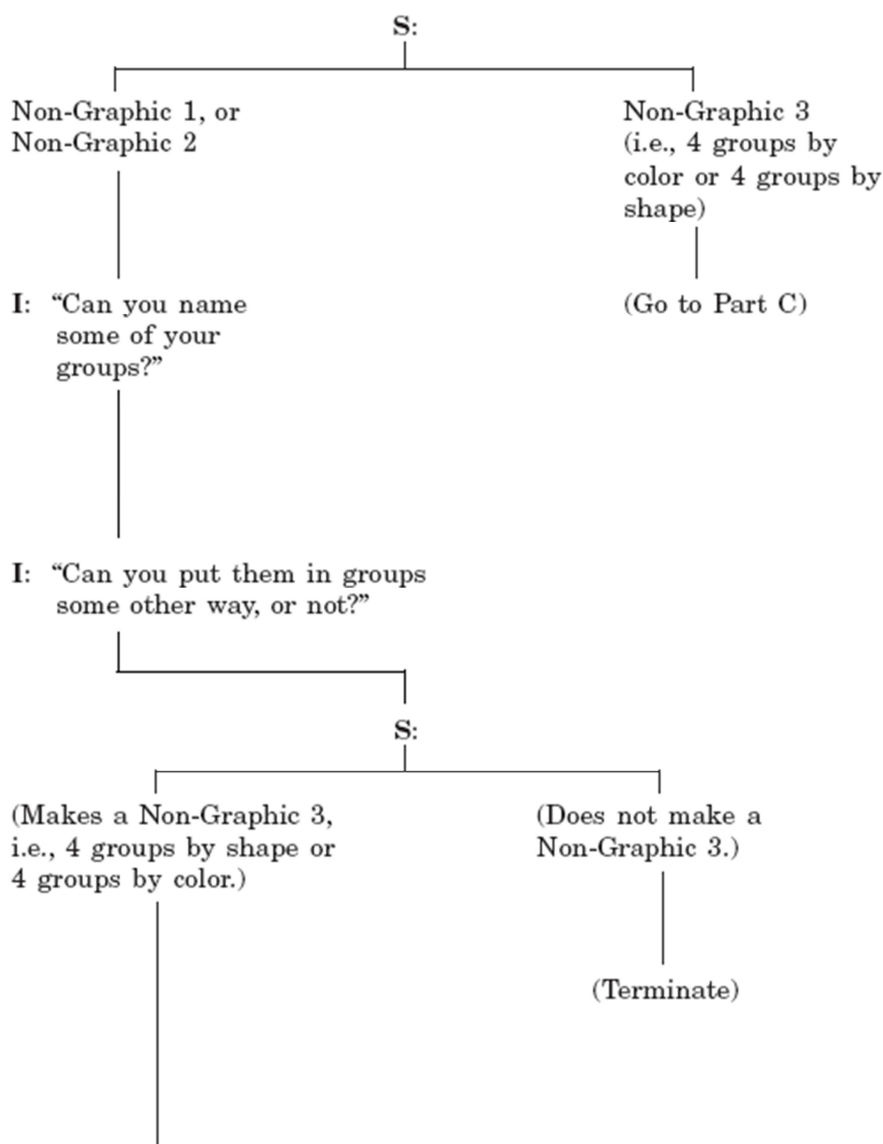 S:
Non-Graphic 1, or
Non-Graphic 2
Non-Graphic 3
(i.e., 4 groups by
color or 4 groups by
shape)
I: “Can you name
some of your
groups?”
(Go to Part C)
I: “Can you put them in groups
some other way, or not?”
S:
(Makes a Non-Graphic 3,
i.e., 4 groups by shape or
4 groups by color.)
(Does not make a
Non-Graphic 3.)
(Terminate)